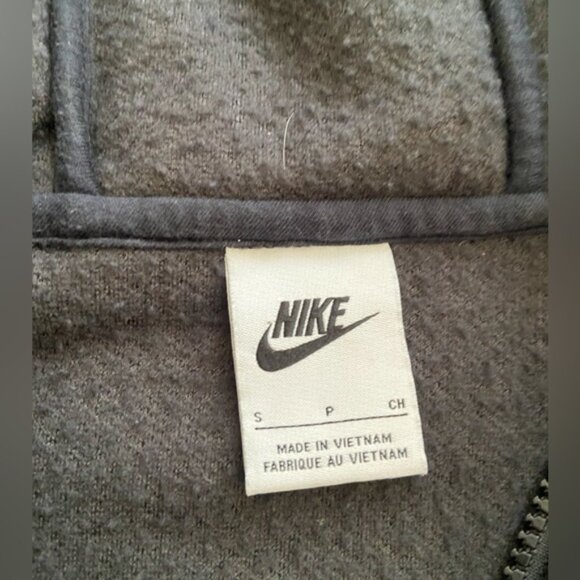 NIKE
S P CH
MADE IN VIETNAM
FABRIQUE AU VIETNAM